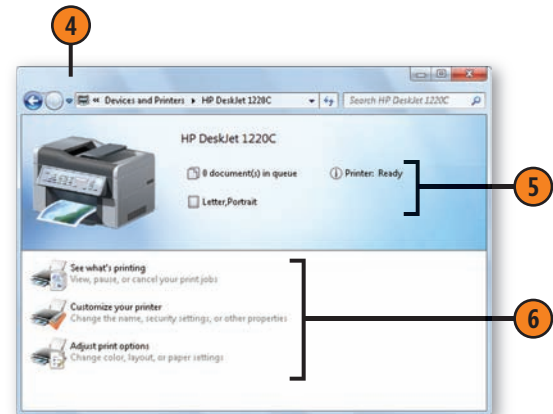 4
« Devices and Printers ▸ HP DeskJet 1220C
Search HP DeskJet 1220C
HP DeskJet 1220C
0 document(s) in queue
Printer: Ready
Letter,Portrait
5
See what's printing
View, pause, or cancel your print jobs
Customize your printer
Change the name, security settings, or other properties
Adjust print options
Change color, layout, or paper settings
6